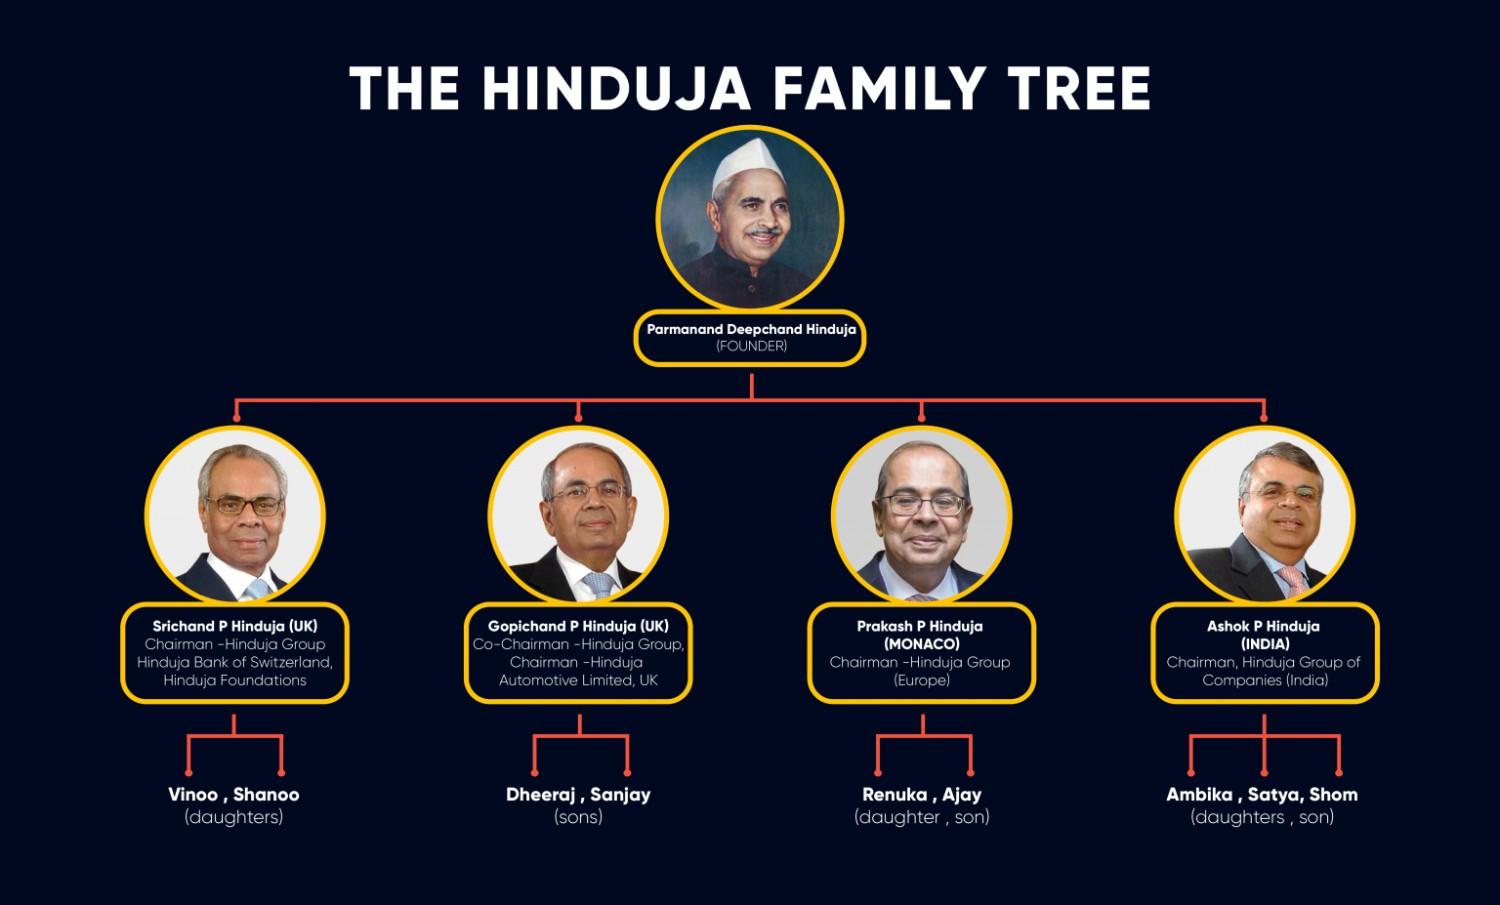 THE HINDUJA FAMILY TREE
Parmanand Deepchand Hinduja
(FOUNDER)
Srichand P Hinduja (UK)
Chairman -Hinduja Group
Hinduja Bank of Switzerland,
Hinduja Foundations
Gopichand P Hinduja (UK)
Co-Chairman -Hinduja Group,
Chairman -Hinduja
Automotive Limited, UK
Prakash P Hinduja
(MONACO)
Chairman -Hinduja Group
(Europe)
Ashok P Hinduja
(INDIA)
Chairman, Hinduja Group of
Companies (India)
Vinoo , Shanoo
(daughters)
Dheeraj , Sanjay
(sons)
Renuka , Ajay
(daughter , son)
Ambika , Satya, Shom
(daughters , son)